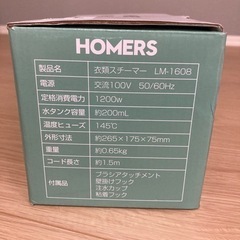 HOMERS
製品名 衣類スチーマー LM-1608
電源 交流100V 50/60Hz
定格消費電力 1200w
水タンク容量 約200mL
温度ヒューズ 145℃
外形寸法 約265×175×75mm
重量 約0.65kg
コード長さ 約1.5m
付属品 ブラシアタッチメント
壁掛けフック
注水カップ
粘着フック